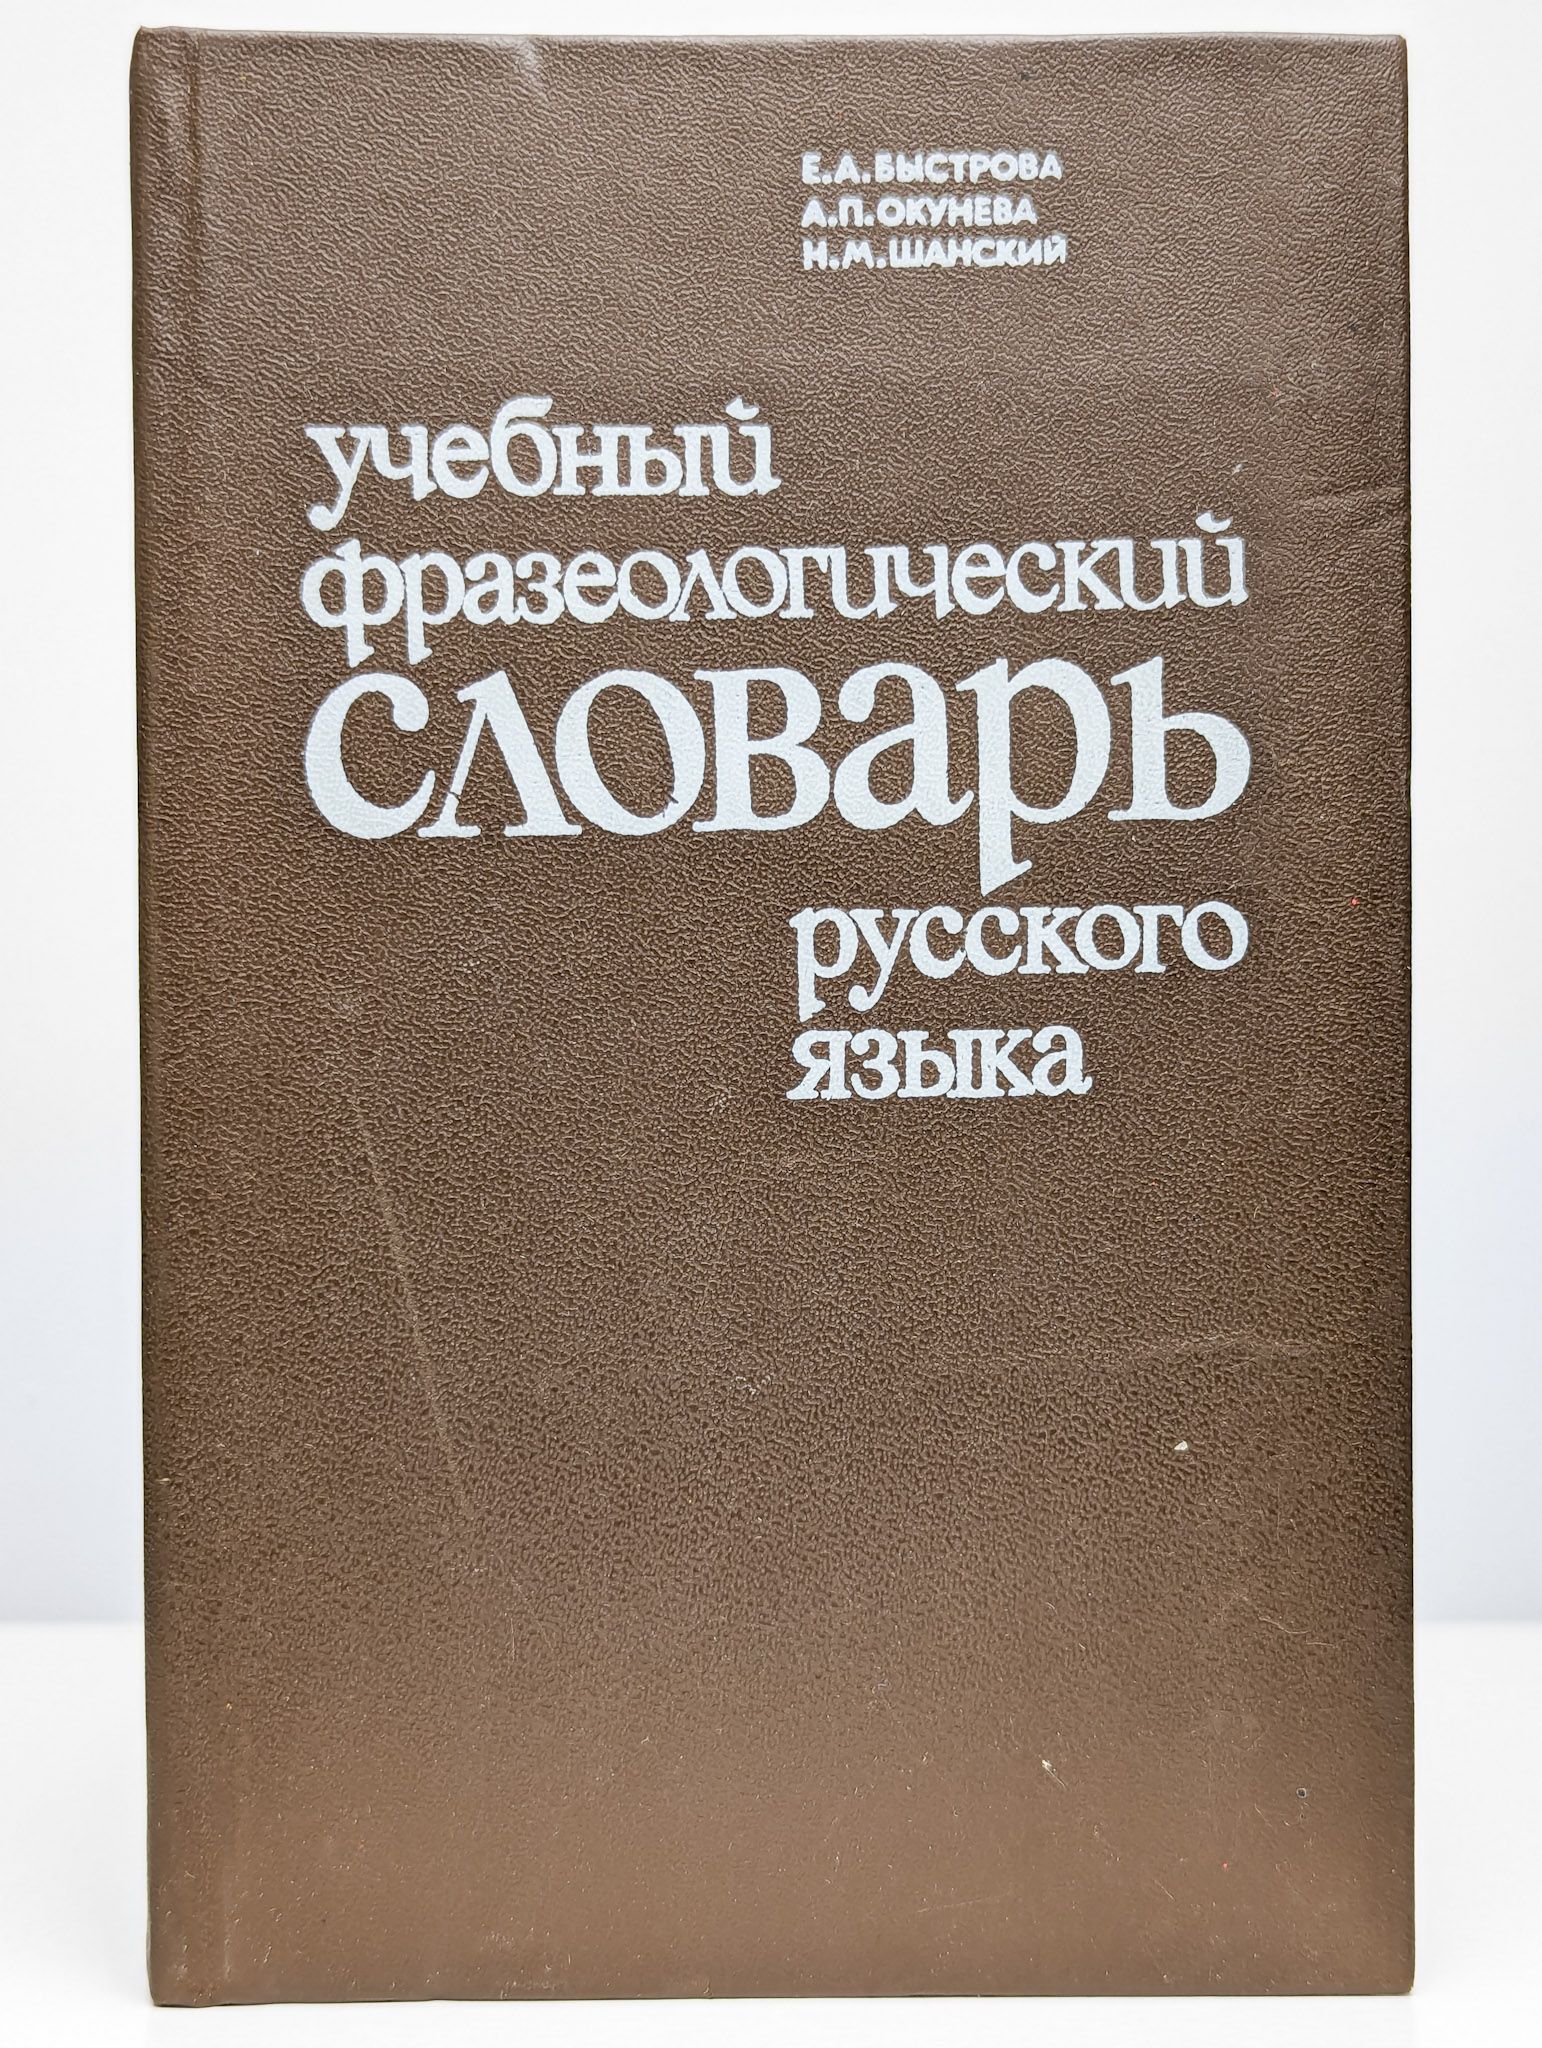 Е.А.БЫСТРОВА
А.П.ОКУНЕВА
Н.М.ШАНСКИЙ
учебный
фразеологический
словарь
русского
языка